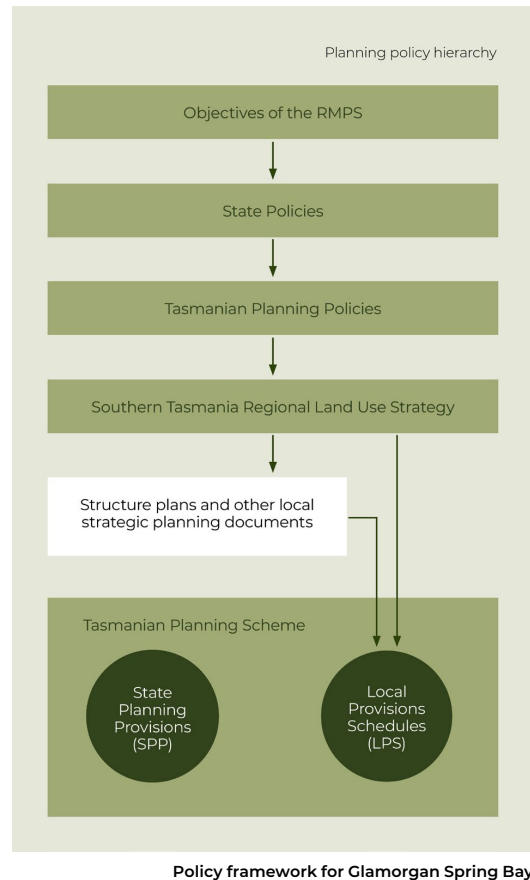 Planning policy hierarchy
Objectives of the RMPS
State Policies
Tasmanian Planning Policies
Southern Tasmania Regional Land Use Strategy
Structure plans and other local
strategic planning documents
Tasmanian Planning Scheme
State
Planning
Provisions
(SPP)
Local
Provisions
Schedules
(LPS)
Policy framework for Glamorgan Spring Bay